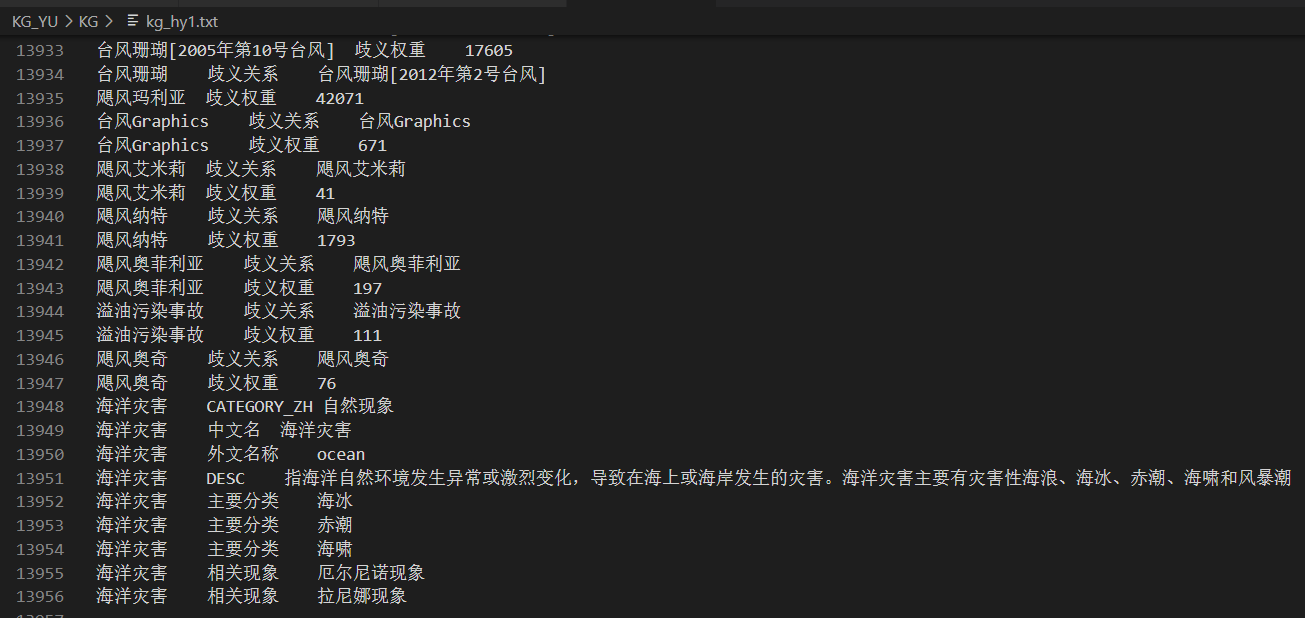 KG_YU > KG > kg_hy1.txt
13933 台风珊瑚[2005年第10号台风] 歧义权重 17605
13934 台风珊瑚 歧义关系 台风珊瑚[2012年第2号台风]
13935 飓风玛利亚 歧义权重 42071
13936 台风Graphics 歧义关系 台风Graphics
13937 台风Graphics 歧义权重 671
13938 飓风艾米莉 歧义关系 飓风艾米莉
13939 飓风艾米莉 歧义权重 41
13940 飓风纳特 歧义关系 飓风纳特
13941 飓风纳特 歧义权重 1793
13942 飓风奥菲利亚 歧义关系 飓风奥菲利亚
13943 飓风奥菲利亚 歧义权重 197
13944 溢油污染事故 歧义关系 溢油污染事故
13945 溢油污染事故 歧义权重 111
13946 飓风奥奇 歧义关系 飓风奥奇
13947 飓风奥奇 歧义权重 76
13948 海洋灾害 CATEGORY_ZH 自然现象
13949 海洋灾害 中文名 海洋灾害
13950 海洋灾害 外文名称 ocean
13951 海洋灾害 DESC 指海洋自然环境发生异常或激烈变化，导致在海上或海岸发生的灾害。海洋灾害主要有灾害性海浪、海冰、赤潮、海啸和风暴潮
13952 海洋灾害 主要分类 海冰
13953 海洋灾害 主要分类 赤潮
13954 海洋灾害 主要分类 海啸
13955 海洋灾害 相关现象 厄尔尼诺现象
13956 海洋灾害 相关现象 拉尼娜现象